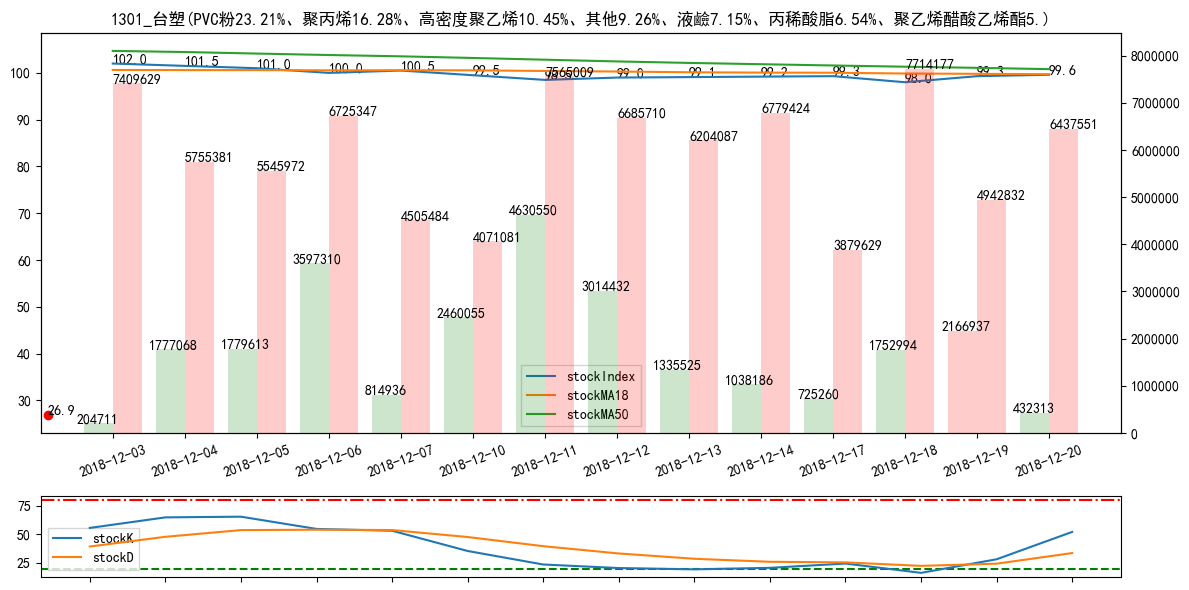 1301_台塑(PVC粉23.21%、聚丙烯16.28%、高密度聚乙烯10.45%、其他9.26%、液鹼7.15%、丙稀酸脂6.54%、聚乙烯醋酸乙烯酯5.)
102.0 101.5 101.0 100.0 100.5 99.5 98.5 99.0 99.1 99.2 99.3 98.0 99.3 99.6
7409629 5755381 5545972 6725347 4505484 4071081 7565009 6685710 6204087 6779424 3879629 7714177 4942832 6437551
204711 1777068 1779613 3597310 814936 2460055 4630550 3014432 1335525 1038186 725260 1752994 2166937 432313
26.9
100
90
80
70
60
50
40
30
8000000
7000000
6000000
5000000
4000000
3000000
2000000
1000000
0
stockIndex
stockMA18
stockMA50
2018-12-03 2018-12-04 2018-12-05 2018-12-06 2018-12-07 2018-12-10 2018-12-11 2018-12-12 2018-12-13 2018-12-14 2018-12-17 2018-12-18 2018-12-19 2018-12-20
75
50
25
stockK
stockD